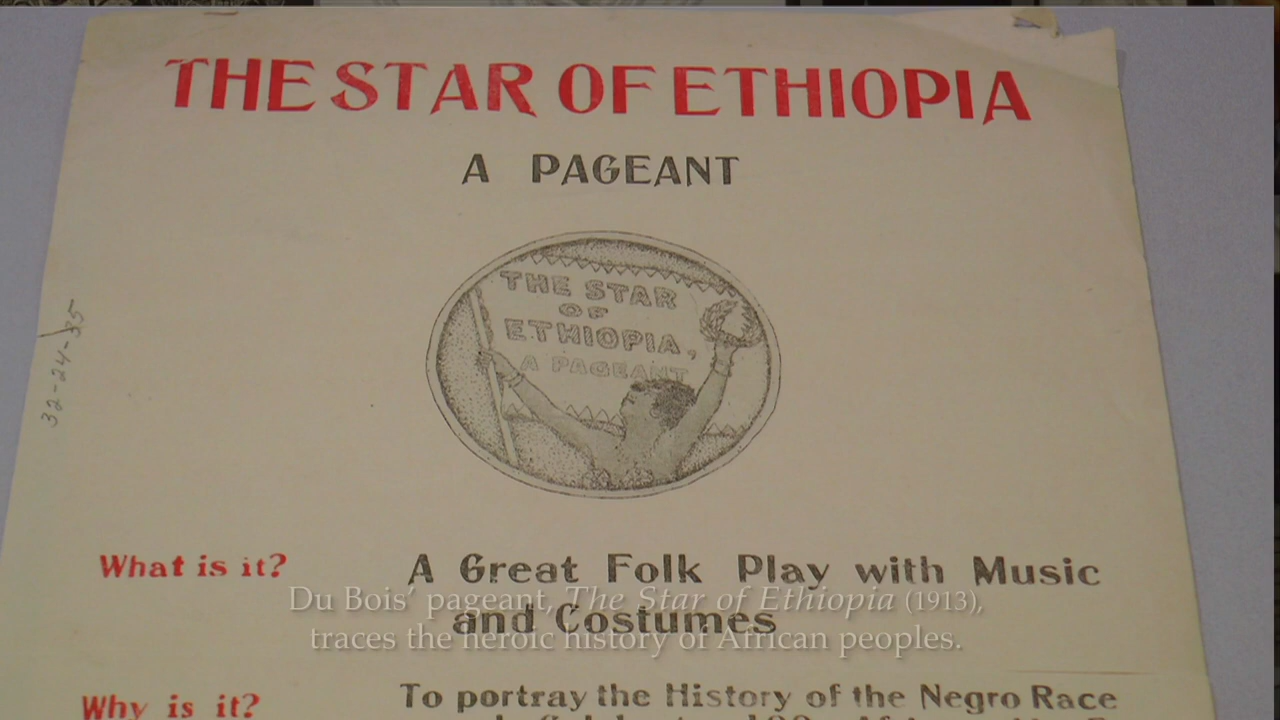 THE STAR OF ETHIOPIA
A PAGEANT
THE STAR
OF
ETHIOPIA,
A PAGEANT
32-24-35
What is it? A Great Folk Play with Music
and Costumes
Du Bois’ pageant, The Star of Ethiopia (1913),
traces the heroic history of African peoples.
Why is it? To portray the History of the Negro Race